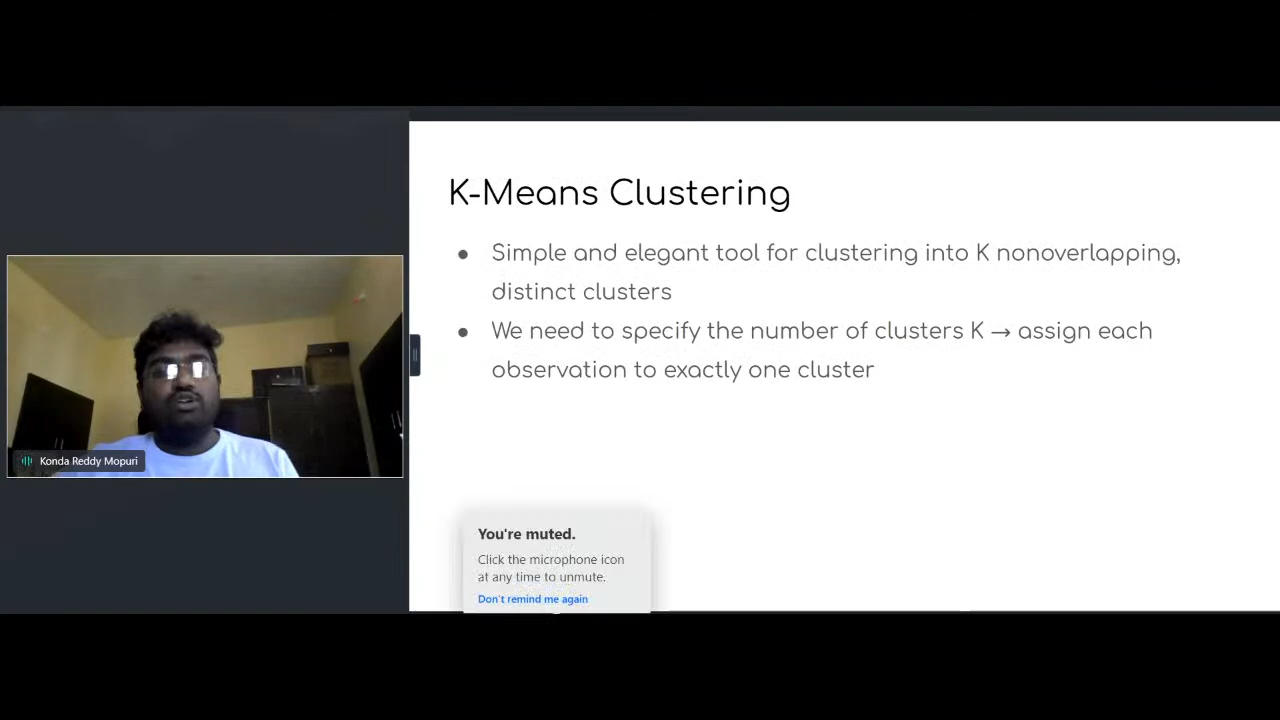 K-Means Clustering
● Simple and elegant tool for clustering into K nonoverlapping,
distinct clusters
● We need to specify the number of clusters K → assign each
observation to exactly one cluster
Konda Reddy Mopuri
You're muted.
Click the microphone icon
at any time to unmute.
Don't remind me again